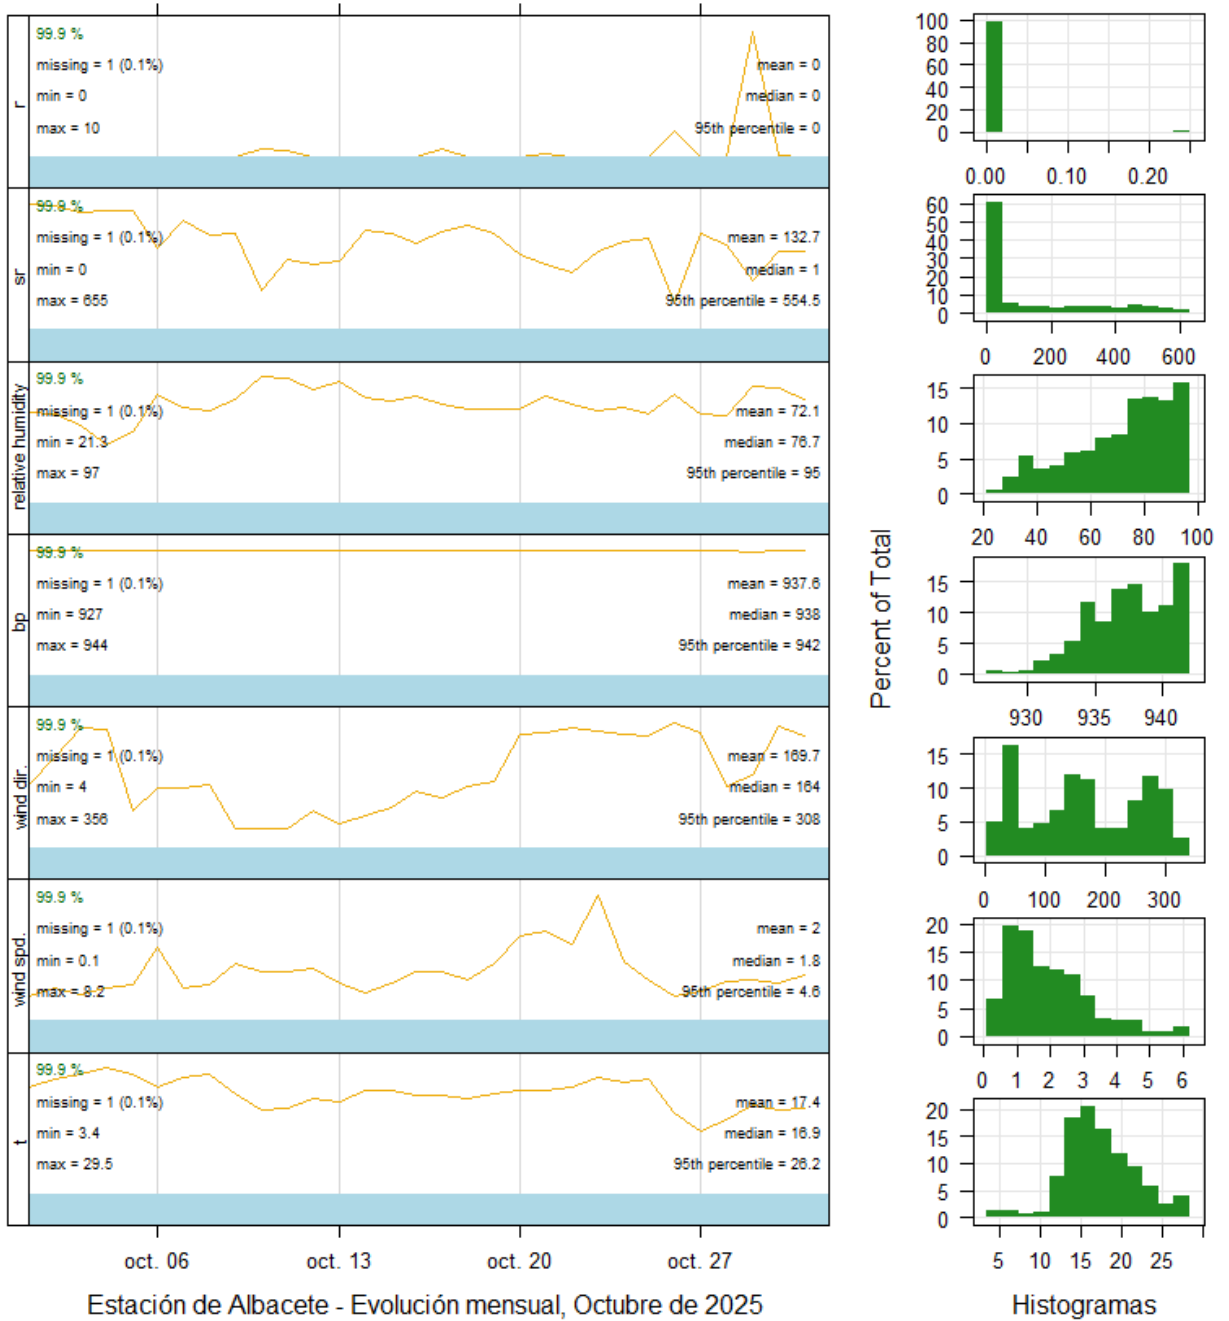 r
99.9 %
missing = 1 (0.1%)
min = 0
max = 10
mean = 0
median = 0
95th percentile = 0
sr
99.9 %
missing = 1 (0.1%)
min = 0
max = 655
mean = 132.7
median = 1
95th percentile = 554.5
relative humidity
99.9 %
missing = 1 (0.1%)
min = 21.3
max = 97
mean = 72.1
median = 76.7
95th percentile = 95
bp
99.9 %
missing = 1 (0.1%)
min = 927
max = 944
mean = 937.6
median = 938
95th percentile = 942
wind dir.
99.9 %
missing = 1 (0.1%)
min = 4
max = 356
mean = 169.7
median = 164
95th percentile = 308
wind spd.
99.9 %
missing = 1 (0.1%)
min = 0.1
max = 8.2
mean = 2
median = 1.8
95th percentile = 4.6
t
99.9 %
missing = 1 (0.1%)
min = 3.4
max = 29.5
mean = 17.4
median = 16.9
95th percentile = 26.2
oct. 06 oct. 13 oct. 20 oct. 27
Estación de Albacete - Evolución mensual, Octubre de 2025
Percent of Total
100
80
60
40
20
0
0.00 0.10 0.20
60
50
40
30
20
10
0
0 200 400 600
15
10
5
0
20 40 60 80 100
15
10
5
0
930 935 940
15
10
5
0
0 100 200 300
20
15
10
5
0
0 1 2 3 4 5 6
20
15
10
5
0
5 10 15 20 25
Histogramas